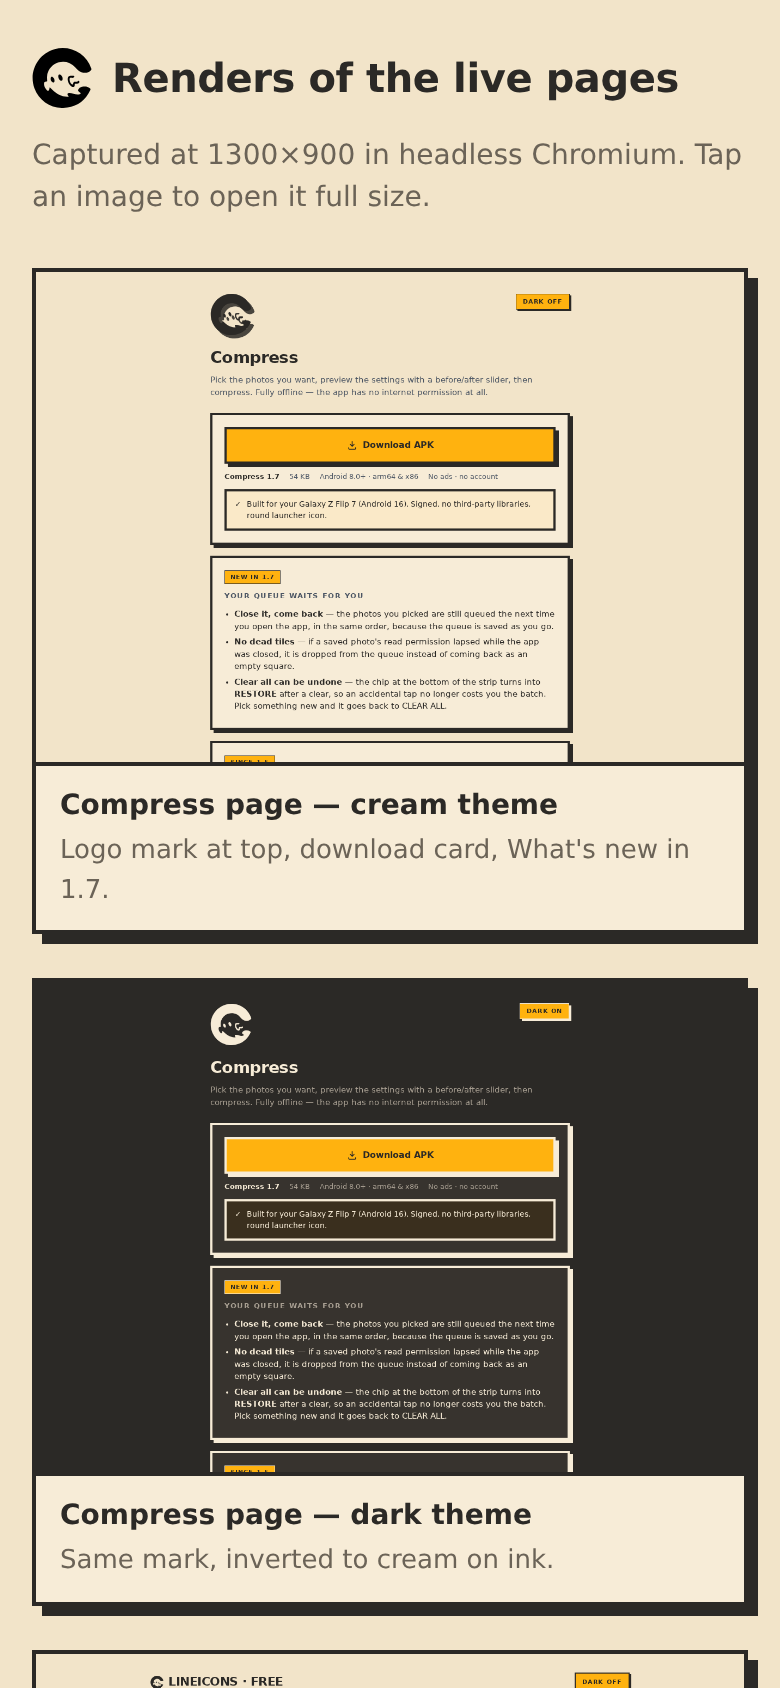 Renders of the live pages
Captured at 1300×900 in headless Chromium. Tap
an image to open it full size.
DARK OFF
Compress
Pick the photos you want, preview the settings with a before/after slider, then
compress. Fully offline — the app has no internet permission at all.
Download APK
Compress 1.7 54 KB Android 8.0+ · arm64 & x86 No ads · no account
✓ Built for your Galaxy Z Flip 7 (Android 16). Signed, no third-party libraries,
round launcher icon.
NEW IN 1.7
YOUR QUEUE WAITS FOR YOU
• Close it, come back — the photos you picked are still queued the next time
you open the app, in the same order, because the queue is saved as you go.
• No dead tiles — if a saved photo's read permission lapsed while the app
was closed, it is dropped from the queue instead of coming back as an
empty square.
• Clear all can be undone — the chip at the bottom of the strip turns into
RESTORE after a clear, so an accidental tap no longer costs you the batch.
Pick something new and it goes back to CLEAR ALL.
Compress page — cream theme
Logo mark at top, download card, What's new in
1.7.
DARK ON
Compress
Pick the photos you want, preview the settings with a before/after slider, then
compress. Fully offline — the app has no internet permission at all.
Download APK
Compress 1.7 54 KB Android 8.0+ · arm64 & x86 No ads · no account
✓ Built for your Galaxy Z Flip 7 (Android 16). Signed, no third-party libraries,
round launcher icon.
NEW IN 1.7
YOUR QUEUE WAITS FOR YOU
• Close it, come back — the photos you picked are still queued the next time
you open the app, in the same order, because the queue is saved as you go.
• No dead tiles — if a saved photo's read permission lapsed while the app
was closed, it is dropped from the queue instead of coming back as an
empty square.
• Clear all can be undone — the chip at the bottom of the strip turns into
RESTORE after a clear, so an accidental tap no longer costs you the batch.
Pick something new and it goes back to CLEAR ALL.
Compress page — dark theme
Same mark, inverted to cream on ink.
LINEICONS · FREE
DARK OFF